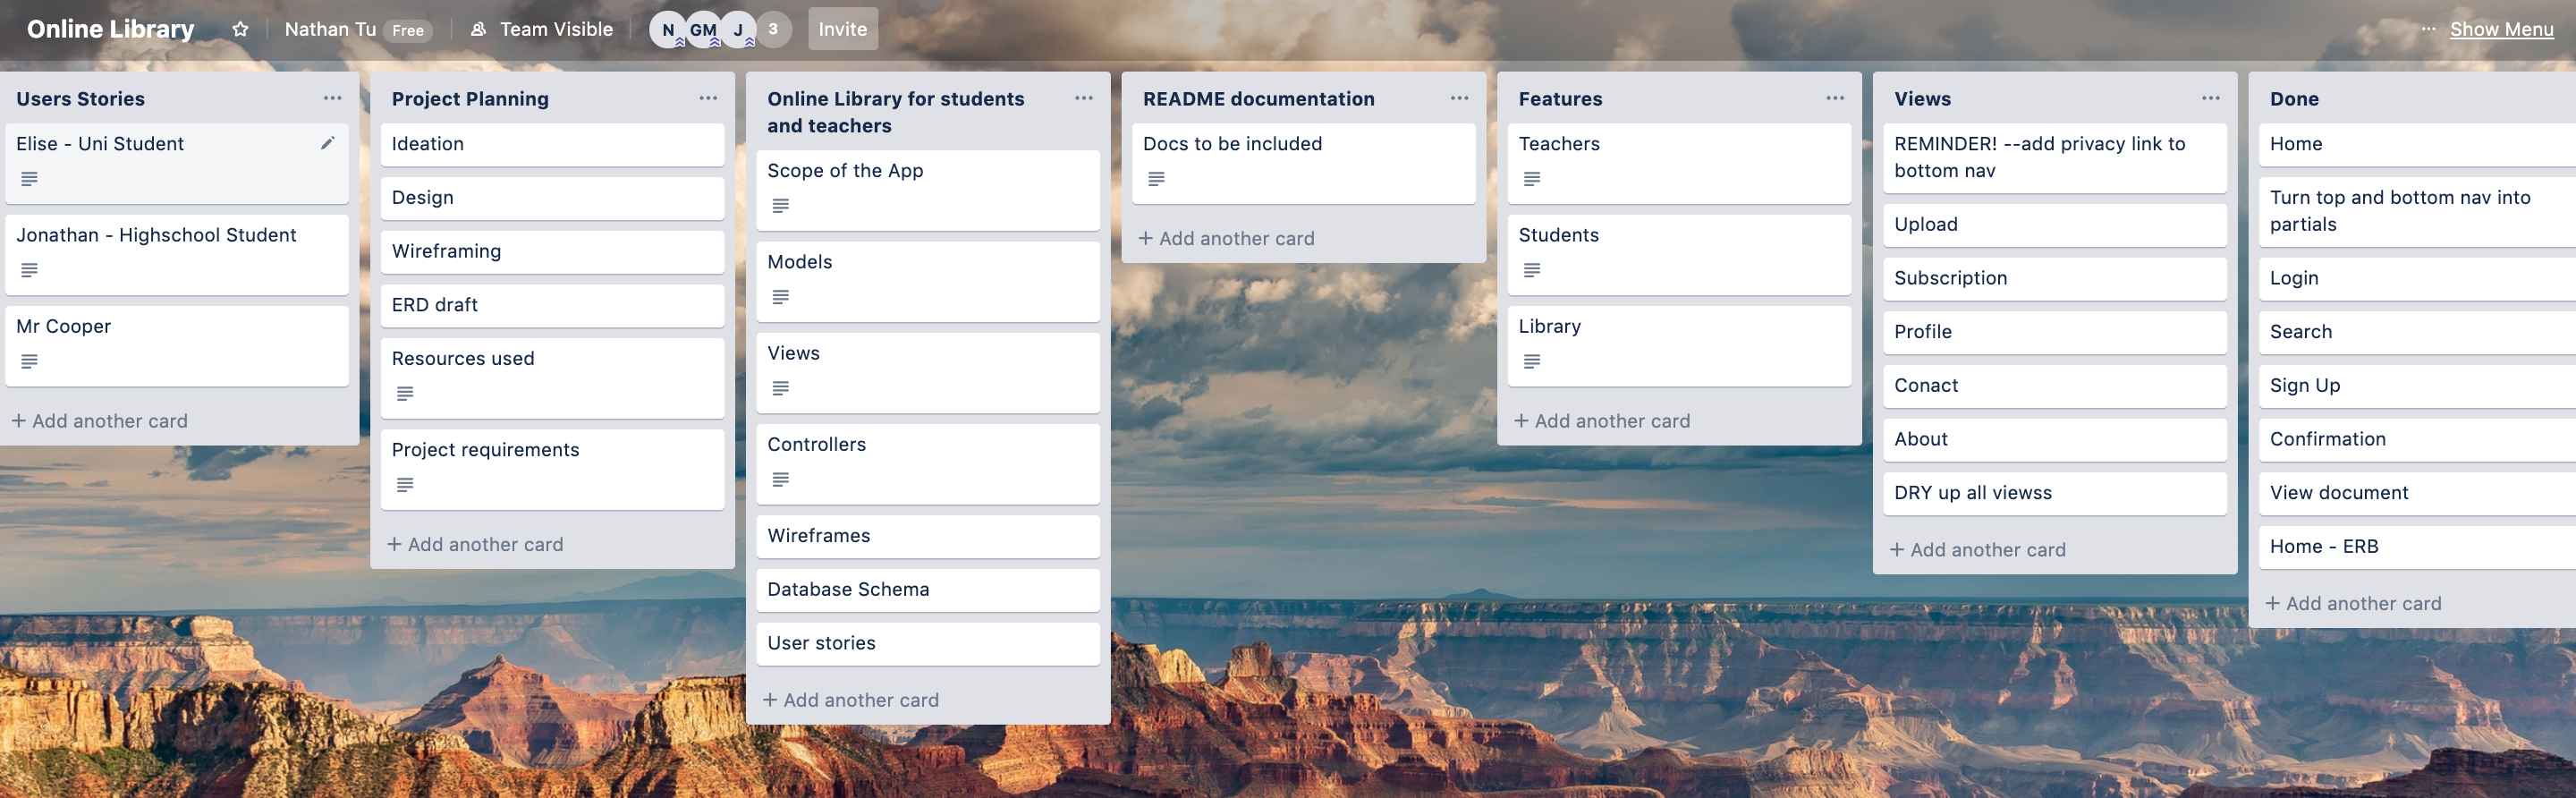 Online Library
Nathan Tu Free
Team Visible
N GM J 3
Invite
··· Show Menu
Users Stories
Elise - Uni Student
Jonathan - Highschool Student
Mr Cooper
+ Add another card
Project Planning
Ideation
Design
Wireframing
ERD draft
Resources used
Project requirements
+ Add another card
Online Library for students
and teachers
Scope of the App
Models
Views
Controllers
Wireframes
Database Schema
User stories
+ Add another card
README documentation
Docs to be included
+ Add another card
Features
Teachers
Students
Library
+ Add another card
Views
REMINDER! --add privacy link to
bottom nav
Upload
Subscription
Profile
Conact
About
DRY up all viewss
+ Add another card
Done
Home
Turn top and bottom nav into
partials
Login
Search
Sign Up
Confirmation
View document
Home - ERB
+ Add another card